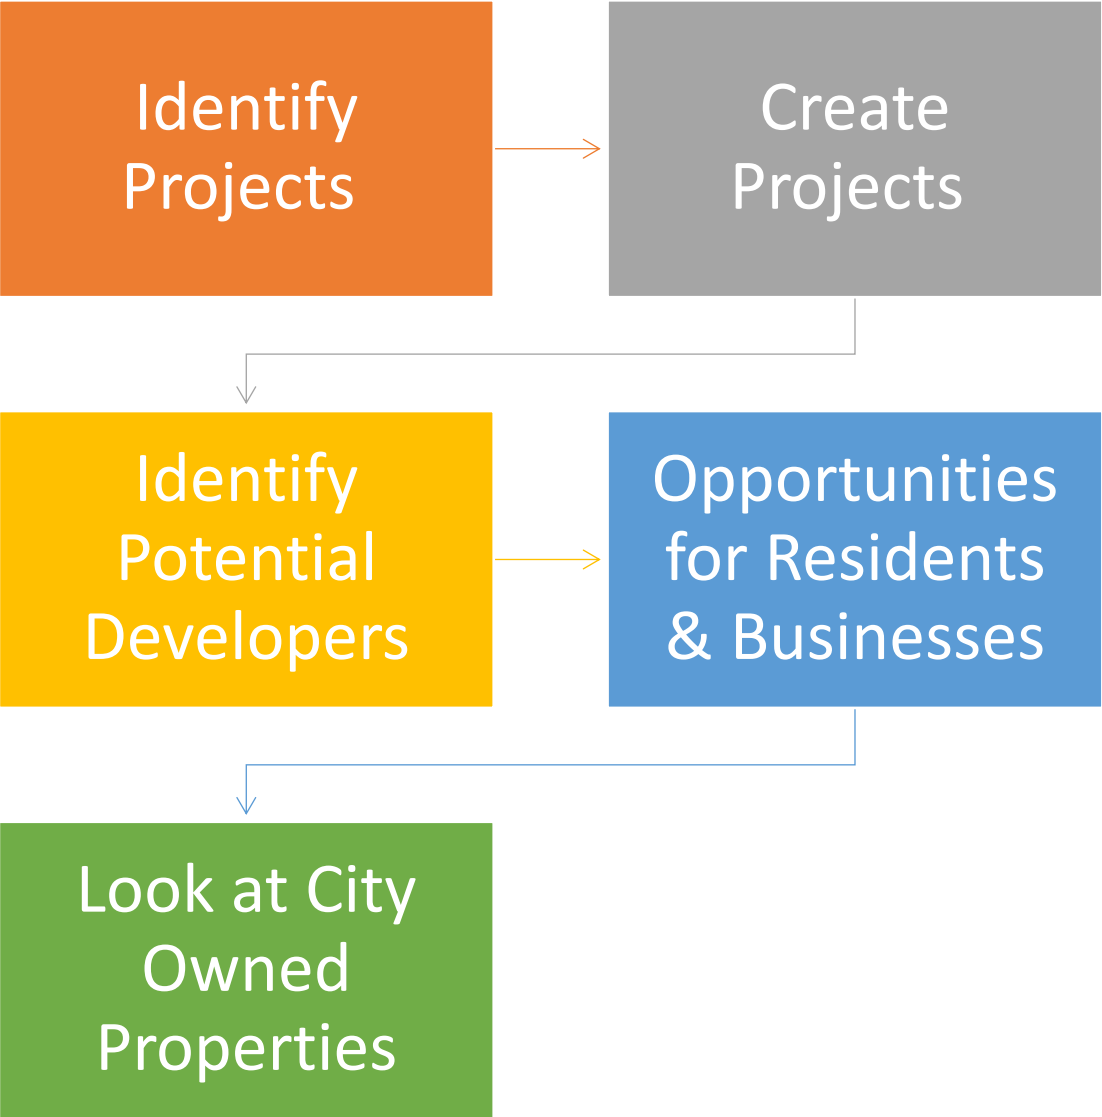 Identify
Projects
Create
Projects
Identify
Potential
Developers
Opportunities
for Residents
& Businesses
Look at City
Owned
Properties